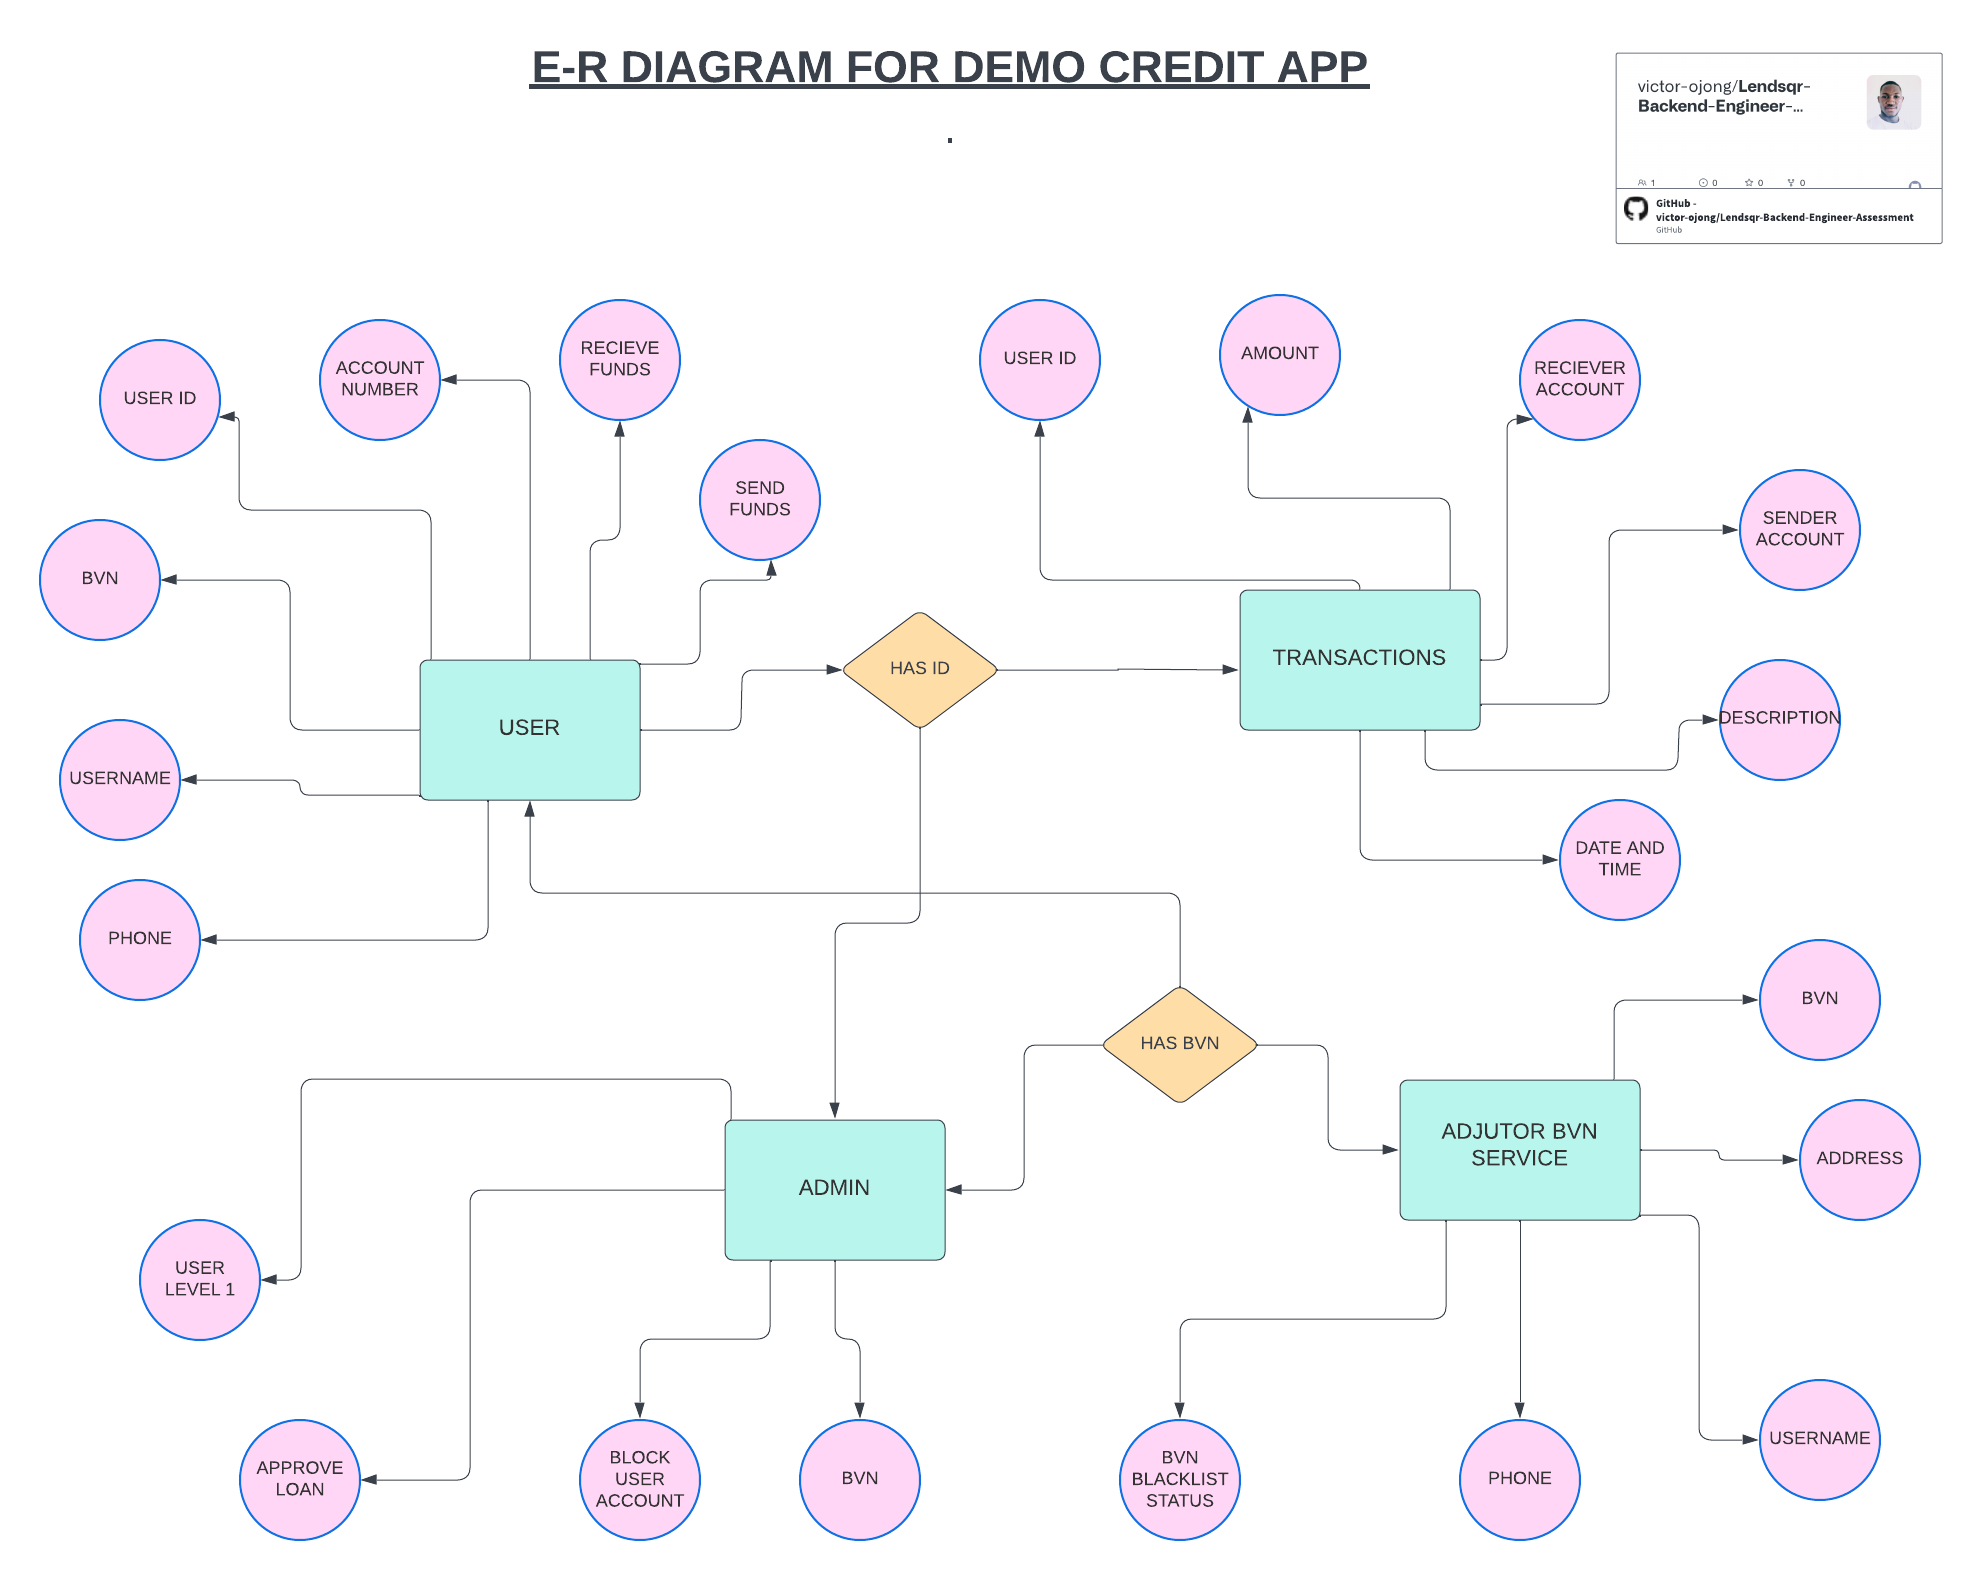 E-R DIAGRAM FOR DEMO CREDIT APP
.
victor-ojong/Lendsqr-
Backend-Engineer-...
1 0 0 0
GitHub -
victor-ojong/Lendsqr-Backend-Engineer-Assessment
GitHub
USER ID
ACCOUNT
NUMBER
RECIEVE
FUNDS
SEND
FUNDS
BVN
USERNAME
PHONE
USER
HAS ID
USER ID
AMOUNT
RECIEVER
ACCOUNT
SENDER
ACCOUNT
TRANSACTIONS
DESCRIPTION
DATE AND
TIME
HAS BVN
ADMIN
USER
LEVEL 1
APPROVE
LOAN
BLOCK
USER
ACCOUNT
BVN
ADJUTOR BVN
SERVICE
BVN
ADDRESS
BVN
BLACKLIST
STATUS
PHONE
USERNAME